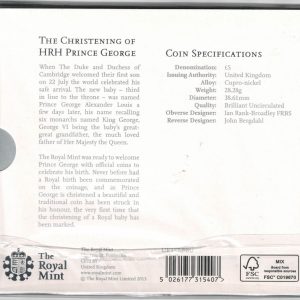 THE CHRISTENING OF
HRH PRINCE GEORGE
When The Duke and Duchess of
Cambridge welcomed their first son
on 22 July the world celebrated
his safe arrival. The new baby – third
in line to the throne – was named
Prince George Alexander Louis a
few days later, his name recalling
six monarchs named King George,
George VI being the baby's great-
great grandfather, the much loved
father of Her Majesty the Queen.
The Royal Mint was ready to welcome
Prince George with official coins to
celebrate his birth. Never before had
a Royal birth been commemorated
on the coinage, and as Prince
George is christened a beautiful and
traditional coin has been struck in
his honour, the very first time that
the christening of a Royal baby has
been marked.
COIN SPECIFICATIONS
Denomination: £5
Issuing Authority: United Kingdom
Alloy: Cupro-nickel
Weight: 28.28g
Diameter: 38.61mm
Quality: Brilliant Uncirculated
Obverse Designer: Ian Rank-Broadley FRBS
Reverse Designer: John Bergdahl
The
Royal
Mint
The Royal Mint
United Kingdom
© The Royal Mint 2013
5 026177 315407 >
FSC
MIX
Board from
responsible sources
FSC® C019873